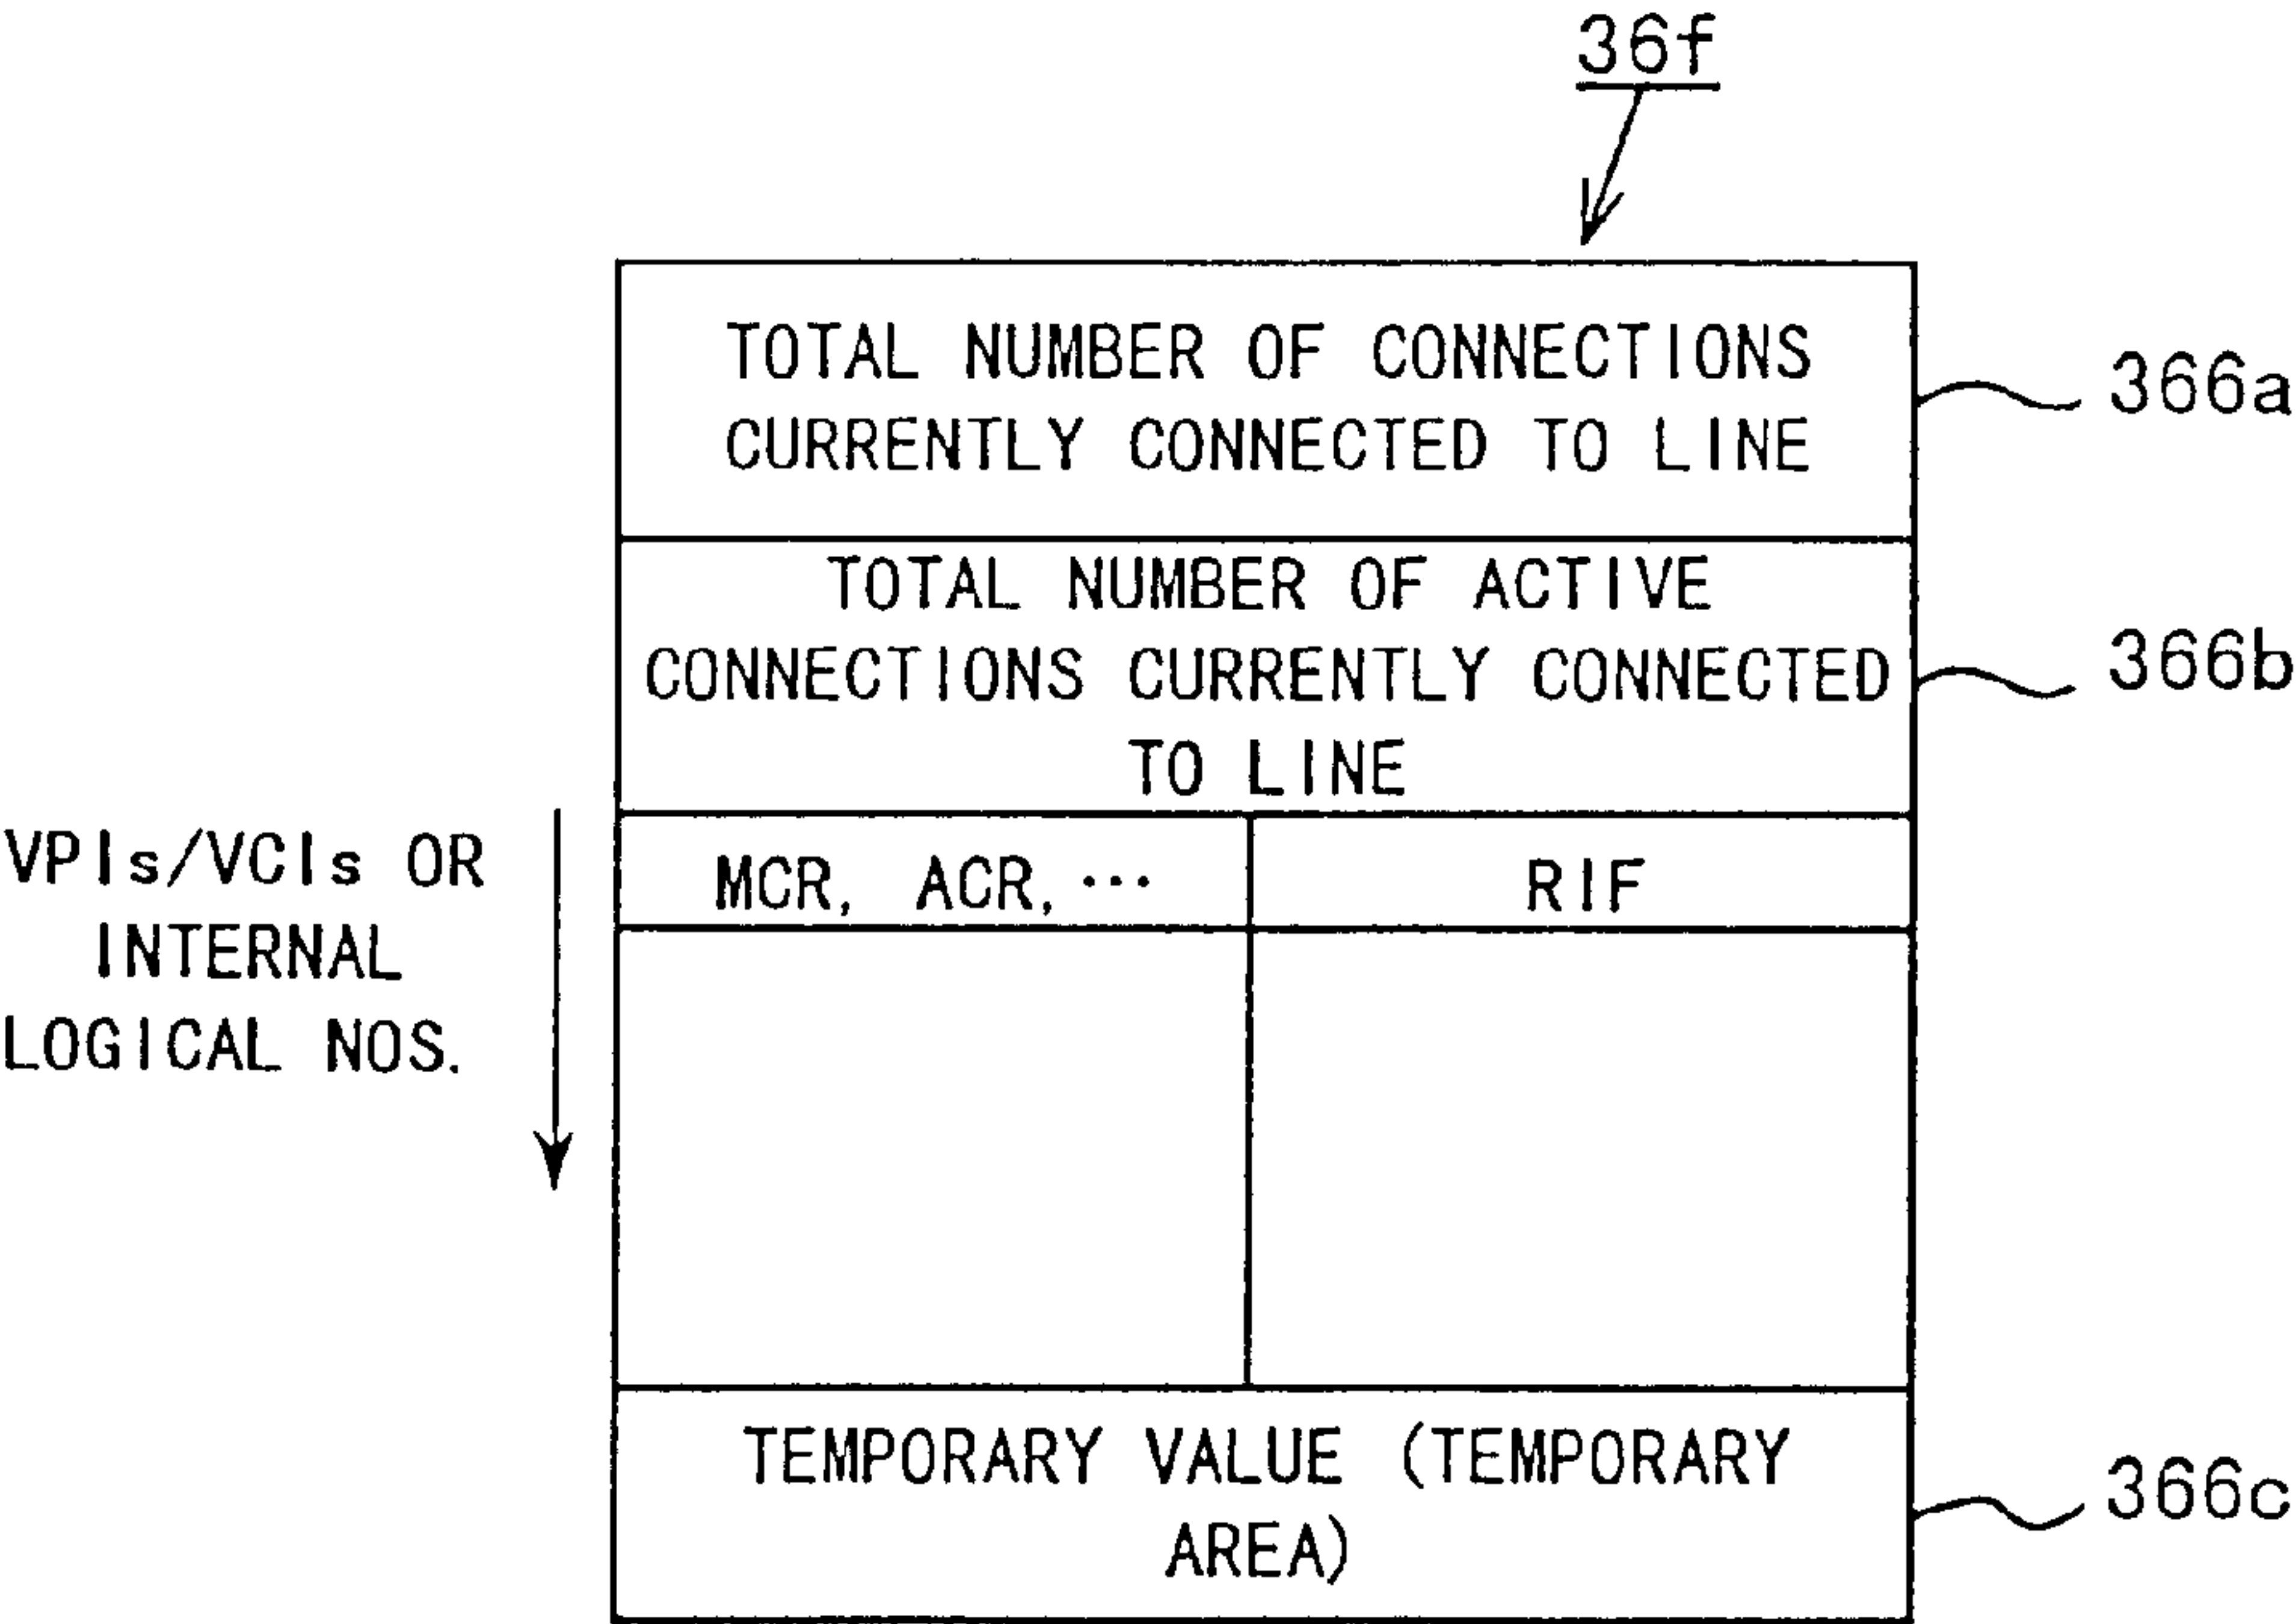 36f
TOTAL NUMBER OF CONNECTIONS
CURRENTLY CONNECTED TO LINE
366a
TOTAL NUMBER OF ACTIVE
CONNECTIONS CURRENTLY CONNECTED
TO LINE
366b
VPIs/VCIs OR
INTERNAL
LOGICAL NOS.
MCR, ACR, ···
RIF
TEMPORARY VALUE (TEMPORARY
AREA)
366c